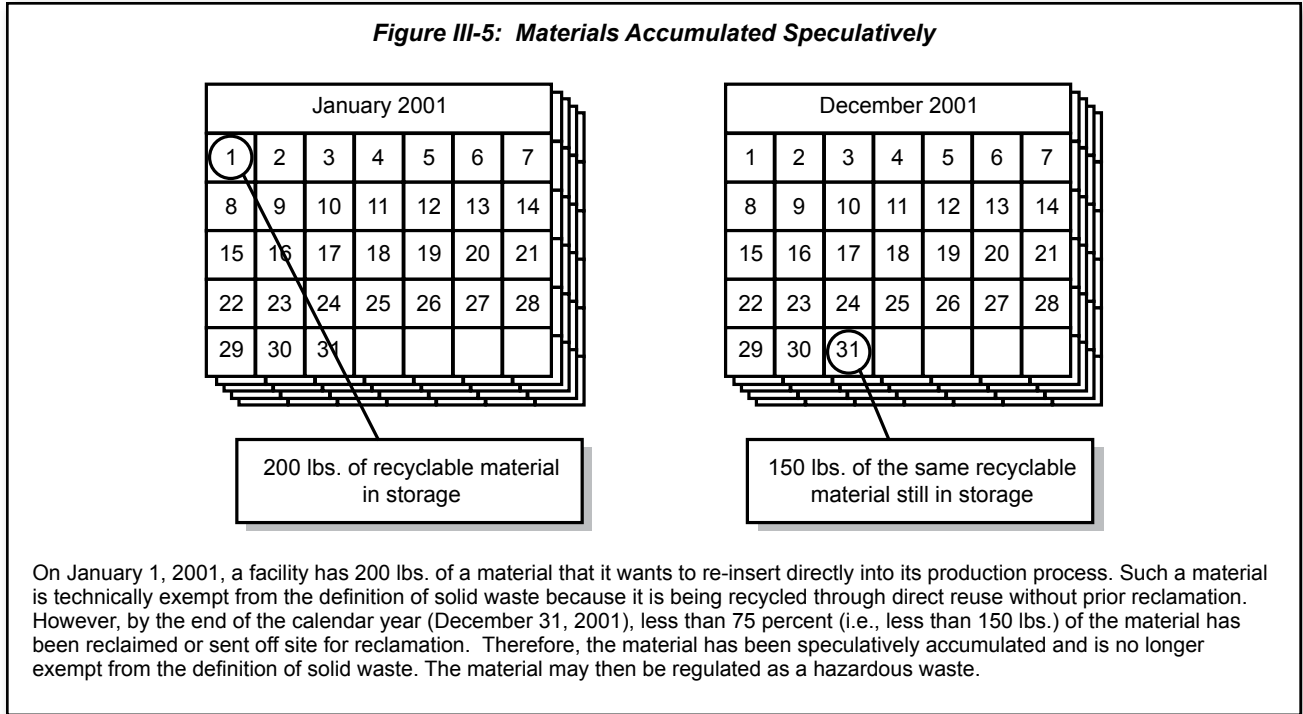 Figure III-5: Materials Accumulated Speculatively
January 2001
1 2 3 4 5 6 7
8 9 10 11 12 13 14
15 16 17 18 19 20 21
22 23 24 25 26 27 28
29 30 31
200 lbs. of recyclable material
in storage
December 2001
1 2 3 4 5 6 7
8 9 10 11 12 13 14
15 16 17 18 19 20 21
22 23 24 25 26 27 28
29 30 31
150 lbs. of the same recyclable
material still in storage
On January 1, 2001, a facility has 200 lbs. of a material that it wants to re-insert directly into its production process. Such a material
is technically exempt from the definition of solid waste because it is being recycled through direct reuse without prior reclamation.
However, by the end of the calendar year (December 31, 2001), less than 75 percent (i.e., less than 150 lbs.) of the material has
been reclaimed or sent off site for reclamation. Therefore, the material has been speculatively accumulated and is no longer
exempt from the definition of solid waste. The material may then be regulated as a hazardous waste.